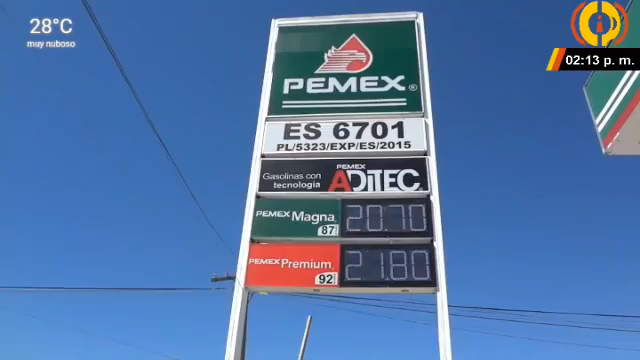 28°C
muy nuboso
02:13 p. m.
PEMEX®
ES 6701
PL/5323/EXP/ES/2015
Gasolinas con tecnología
PEMEX ADITEC
PEMEX Magna 87
20.70
PEMEX Premium 92
21.80